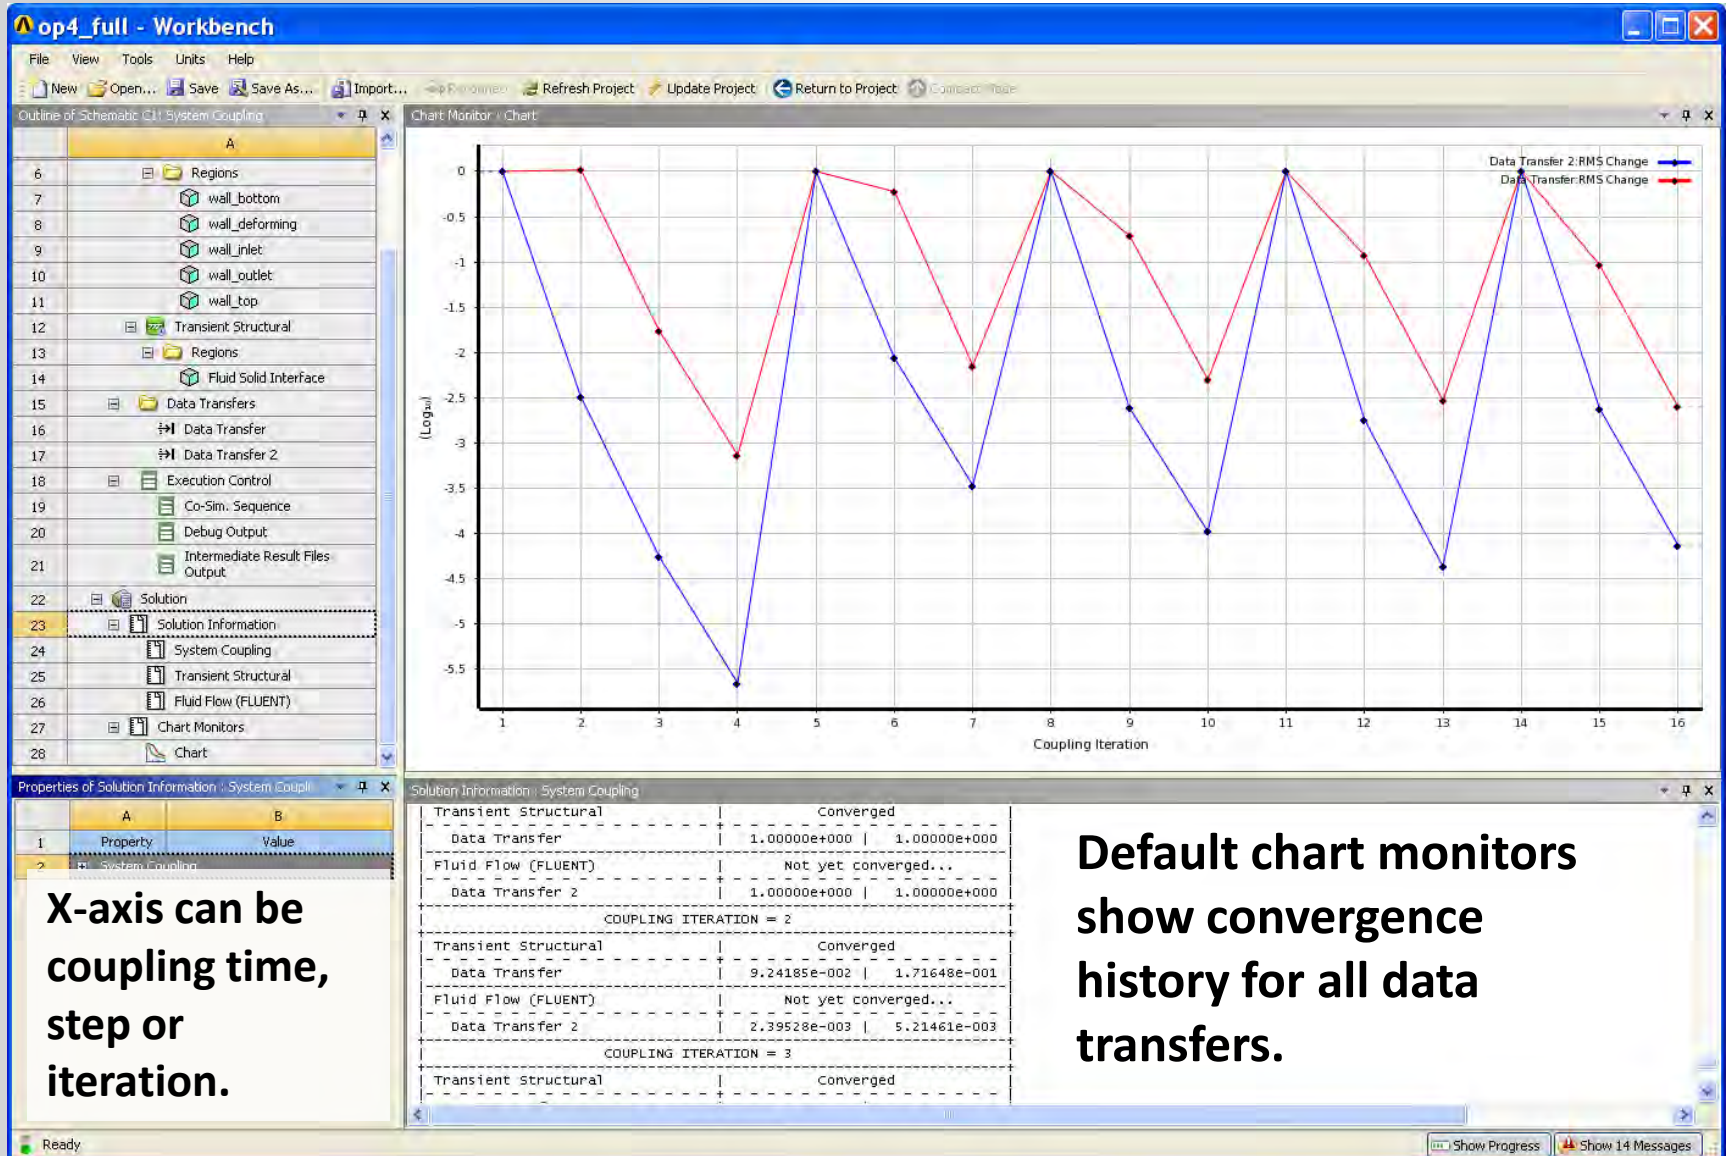 op4_full - Workbench
File View Tools Units Help
New Open... Save Save As... Import... Reconnect Refresh Project Update Project Return to Project Compact Mode
Outline of Schematic C1: System Coupling
A
6 Regions
7 wall_bottom
8 wall_deforming
9 wall_inlet
10 wall_outlet
11 wall_top
12 Transient Structural
13 Regions
14 Fluid Solid Interface
15 Data Transfers
16 Data Transfer
17 Data Transfer 2
18 Execution Control
19 Co-Sim. Sequence
20 Debug Output
21 Intermediate Result Files
Output
22 Solution
23 Solution Information
24 System Coupling
25 Transient Structural
26 Fluid Flow (FLUENT)
27 Chart Monitors
28 Chart
Chart Monitor : Chart
Data Transfer 2:RMS Change
Data Transfer:RMS Change
0
-0.5
-1
-1.5
-2
-2.5
-3
-3.5
-4
-4.5
-5
-5.5
(Log10)
1 2 3 4 5 6 7 8 9 10 11 12 13 14 15 16
Coupling Iteration
Properties of Solution Information : System Coupli
A B
1 Property Value
2 System Coupling
X-axis can be
coupling time,
step or
iteration.
Solution Information : System Coupling
| Transient Structural | Converged |
| Data Transfer | 1.00000e+000 | 1.00000e+000 |
| Fluid Flow (FLUENT) | Not yet converged... |
| Data Transfer 2 | 1.00000e+000 | 1.00000e+000 |
| COUPLING ITERATION = 2 |
| Transient Structural | Converged |
| Data Transfer | 9.24185e-002 | 1.71648e-001 |
| Fluid Flow (FLUENT) | Not yet converged... |
| Data Transfer 2 | 2.39528e-003 | 5.21461e-003 |
| COUPLING ITERATION = 3 |
| Transient Structural | Converged |
Default chart monitors
show convergence
history for all data
transfers.
Ready
Show Progress Show 14 Messages